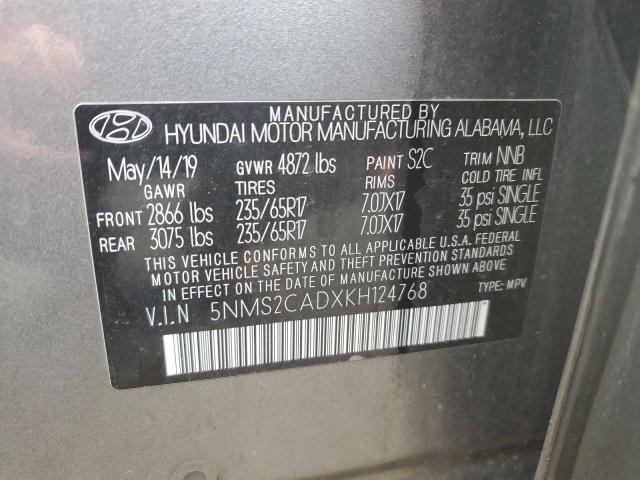 MANUFACTURED BY
HYUNDAI MOTOR MANUFACTURING ALABAMA, LLC
May/14/19 GVWR 4872 lbs PAINT S2C TRIM NNB
GAWR TIRES RIMS COLD TIRE INFL
FRONT 2866 lbs 235/65R17 7.0JX17 35 psi SINGLE
REAR 3075 lbs 235/65R17 7.0JX17 35 psi SINGLE
THIS VEHICLE CONFORMS TO ALL APPLICABLE U.S.A. FEDERAL
MOTOR VEHICLE SAFETY AND BUMPER STANDARDS
IN EFFECT ON THE DATE OF MANUFACTURE SHOWN ABOVE.
V.I.N 5NMS2CADXKH124768 TYPE: MPV